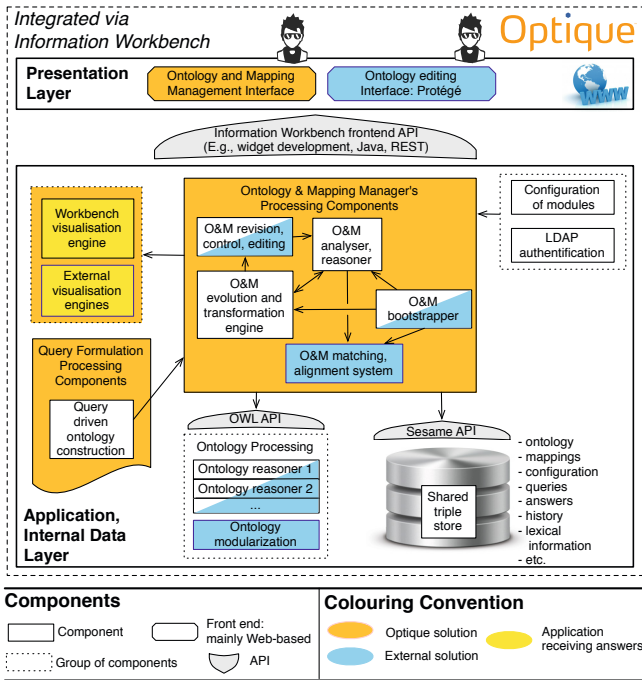 Integrated via
Information Workbench
Optique
Presentation
Layer
Ontology and Mapping
Management Interface
Ontology editing
Interface: Protégé
WWW
Information Workbench frontend API
(E.g., widget development, Java, REST)
Ontology & Mapping Manager's
Processing Components
Workbench
visualisation
engine
External
visualisation
engines
O&M revision,
control, editing
O&M
analyser,
reasoner
O&M
evolution and
transformation
engine
O&M
bootstrapper
O&M matching,
alignment system
Configuration
of modules
LDAP
authentification
Query Formulation
Processing
Components
Query
driven
ontology
construction
OWL API
Ontology Processing
Ontology reasoner 1
Ontology reasoner 2
...
Ontology
modularization
Sesame API
Shared
triple
store
- ontology
- mappings
- configuration
- queries
- answers
- history
- lexical
information
- etc.
Application,
Internal Data
Layer
Components
Component
Front end:
mainly Web-based
Group of components
API
Colouring Convention
Optique solution
External solution
Application
receiving answers